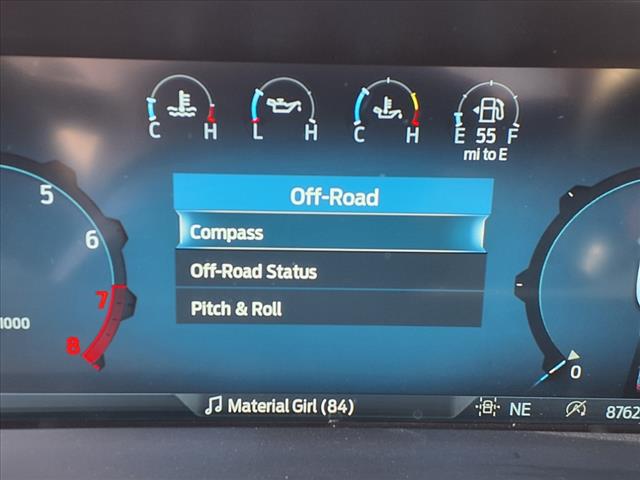 C H L H C H E 55 F
mi to E
Off-Road
Compass
Off-Road Status
Pitch & Roll
5
6
7
8
1000
0
Material Girl (84) NE 8762